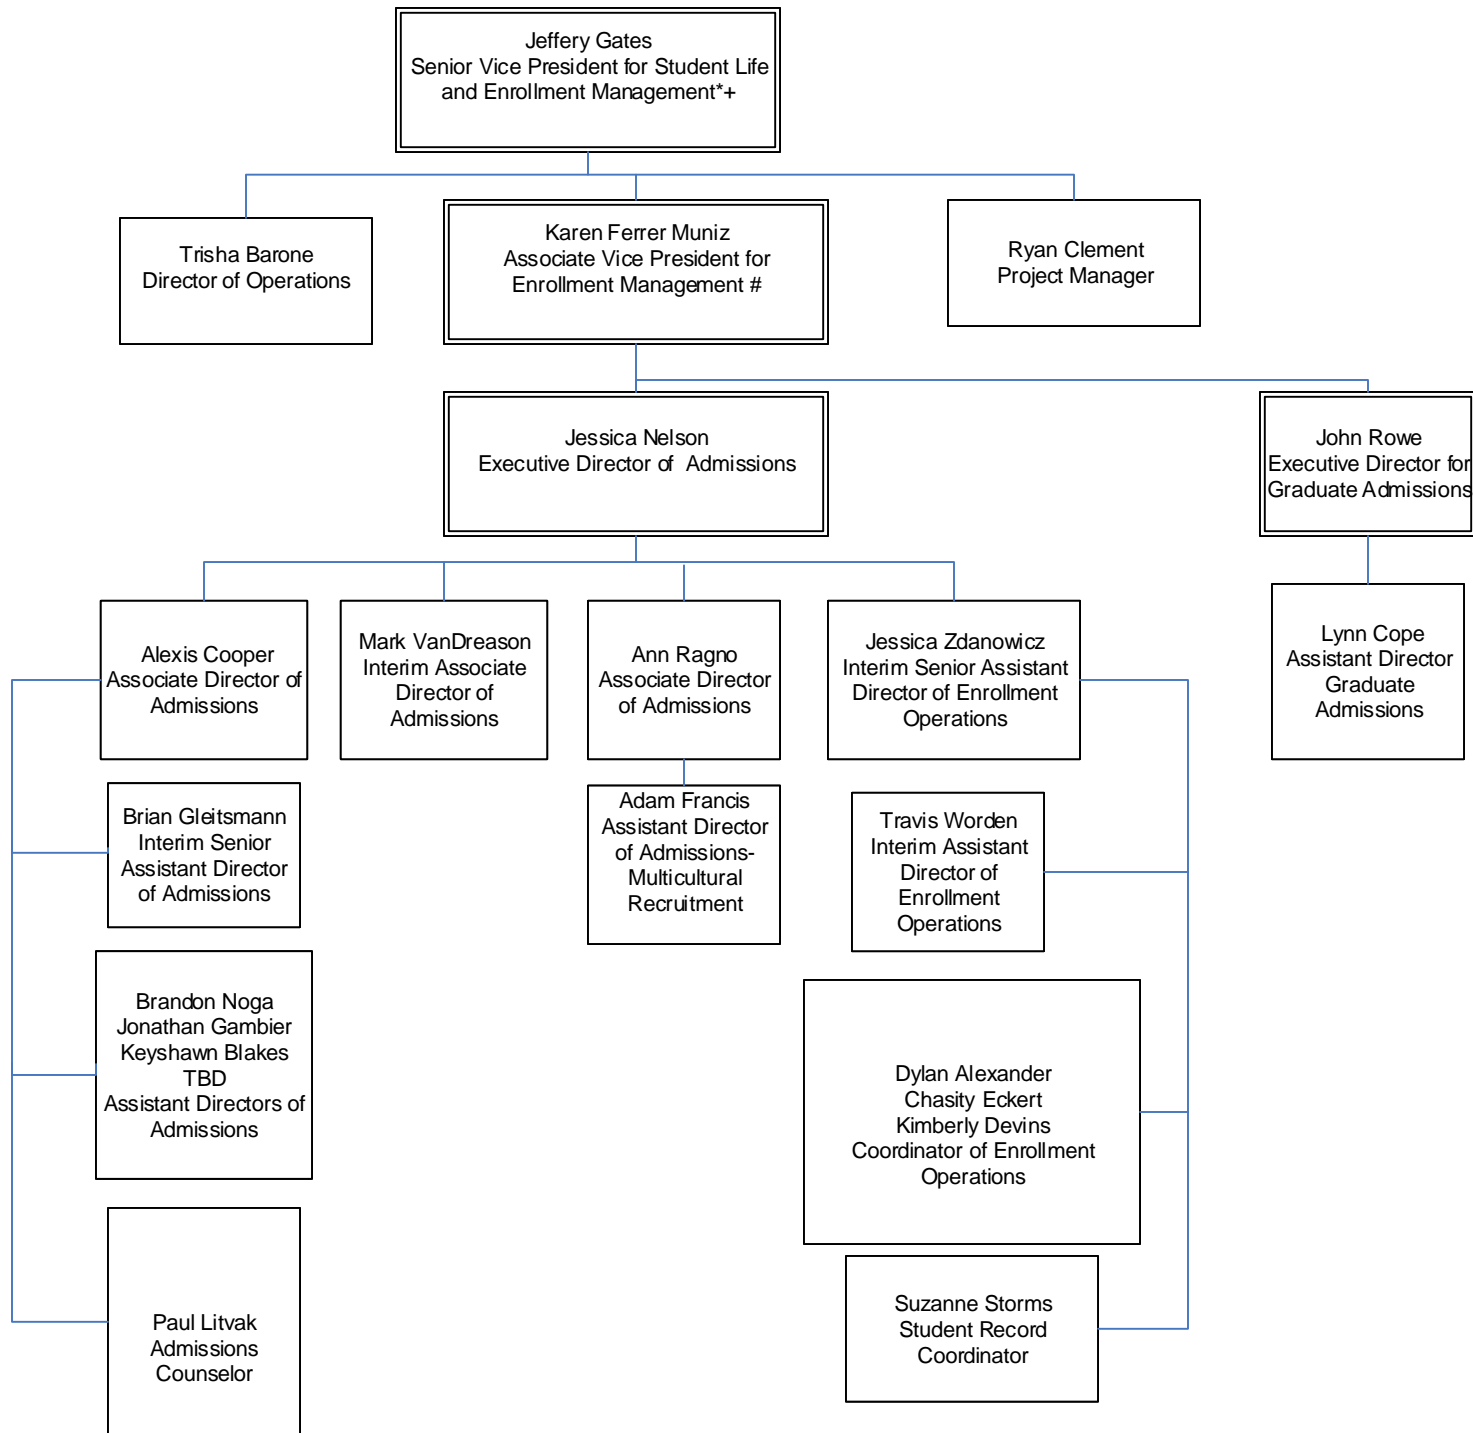 Jeffery Gates
Senior Vice President for Student Life
and Enrollment Management*+
Trisha Barone
Director of Operations
Karen Ferrer Muniz
Associate Vice President for
Enrollment Management #
Ryan Clement
Project Manager
Jessica Nelson
Executive Director of Admissions
John Rowe
Executive Director for
Graduate Admissions
Alexis Cooper
Associate Director of
Admissions
Mark VanDreason
Interim Associate
Director of
Admissions
Ann Ragno
Associate Director
of Admissions
Jessica Zdanowicz
Interim Senior Assistant
Director of Enrollment
Operations
Lynn Cope
Assistant Director
Graduate
Admissions
Brian Gleitsmann
Interim Senior
Assistant Director
of Admissions
Adam Francis
Assistant Director
of Admissions-
Multicultural
Recruitment
Travis Worden
Interim Assistant
Director of
Enrollment
Operations
Brandon Noga
Jonathan Gambier
Keyshawn Blakes
TBD
Assistant Directors of
Admissions
Dylan Alexander
Chasity Eckert
Kimberly Devins
Coordinator of Enrollment
Operations
Paul Litvak
Admissions
Counselor
Suzanne Storms
Student Record
Coordinator